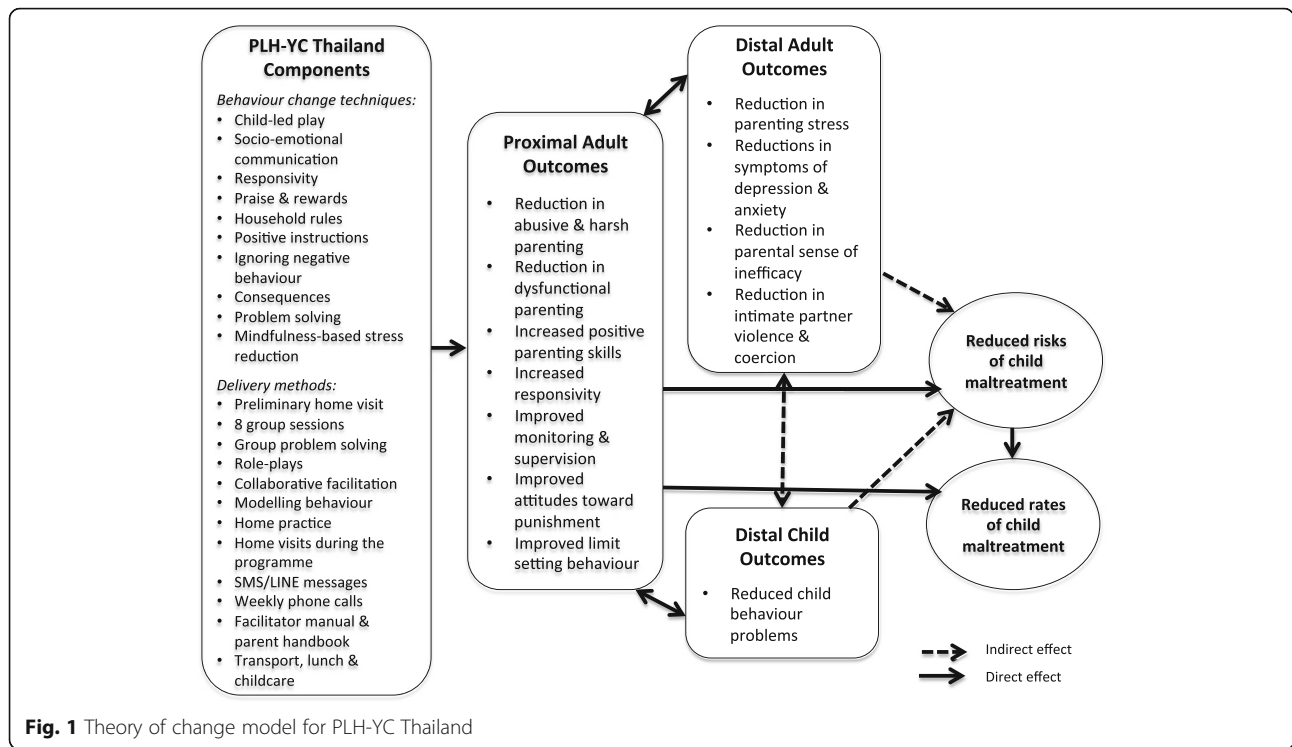 PLH-YC Thailand
Components
Behaviour change techniques:
• Child-led play
• Socio-emotional
communication
• Responsivity
• Praise & rewards
• Household rules
• Positive instructions
• Ignoring negative
behaviour
• Consequences
• Problem solving
• Mindfulness-based stress
reduction
Delivery methods:
• Preliminary home visit
• 8 group sessions
• Group problem solving
• Role-plays
• Collaborative facilitation
• Modelling behaviour
• Home practice
• Home visits during the
programme
• SMS/LINE messages
• Weekly phone calls
• Facilitator manual &
parent handbook
• Transport, lunch &
childcare
Proximal Adult
Outcomes
• Reduction in
abusive & harsh
parenting
• Reduction in
dysfunctional
parenting
• Increased positive
parenting skills
• Increased
responsivity
• Improved
monitoring &
supervision
• Improved
attitudes toward
punishment
• Improved limit
setting behaviour
Distal Adult
Outcomes
• Reduction in
parenting stress
• Reductions in
symptoms of
depression &
anxiety
• Reduction in
parental sense of
inefficacy
• Reduction in
intimate partner
violence &
coercion
Distal Child
Outcomes
• Reduced child
behaviour
problems
Reduced risks
of child
maltreatment
Reduced rates
of child
maltreatment
Indirect effect
Direct effect
Fig. 1 Theory of change model for PLH-YC Thailand